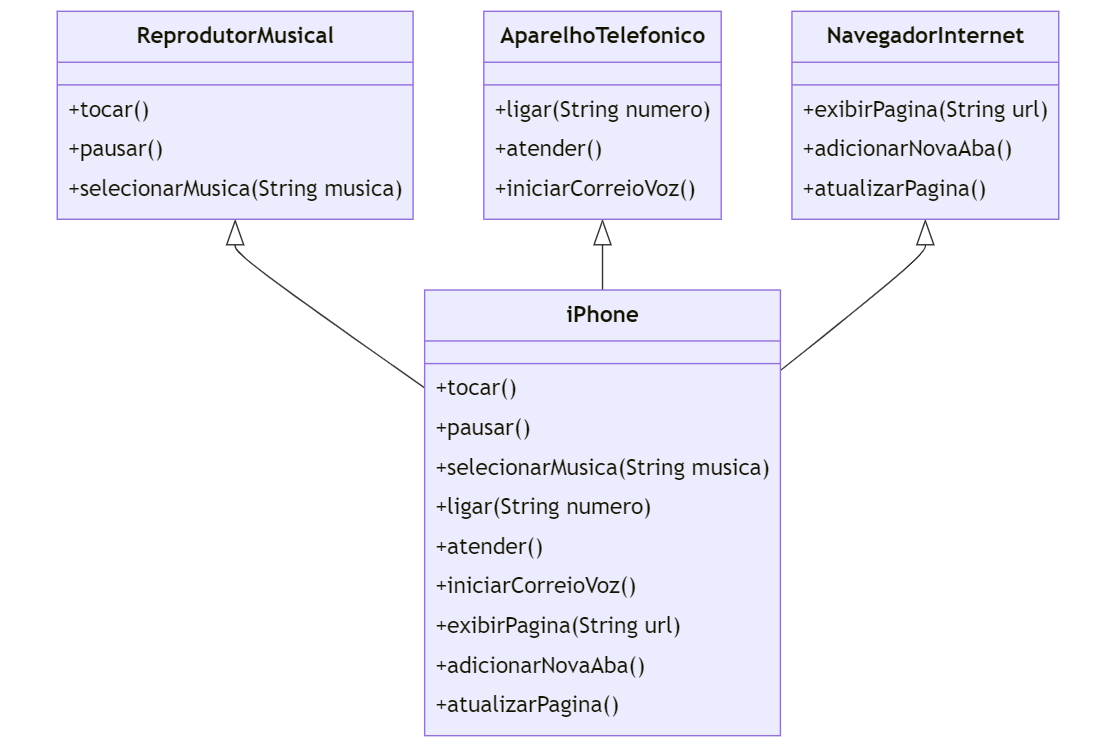 ReprodutorMusical
+tocar()
+pausar()
+selecionarMusica(String musica)
AparelhoTelefonico
+ligar(String numero)
+atender()
+iniciarCorreioVoz()
NavegadorInternet
+exibirPagina(String url)
+adicionarNovaAba()
+atualizarPagina()
iPhone
+tocar()
+pausar()
+selecionarMusica(String musica)
+ligar(String numero)
+atender()
+iniciarCorreioVoz()
+exibirPagina(String url)
+adicionarNovaAba()
+atualizarPagina()